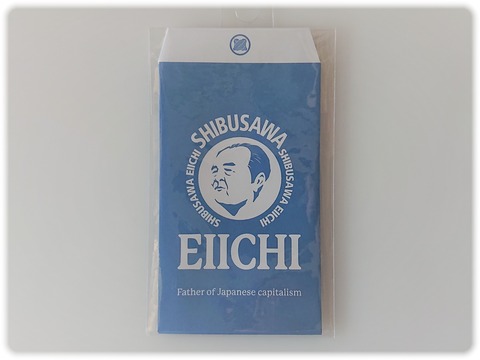 SHIBUSAWA
SHIBUSAWA EIICHI
SHIBUSAWA EIICHI
EIICHI
Father of Japanese capitalism